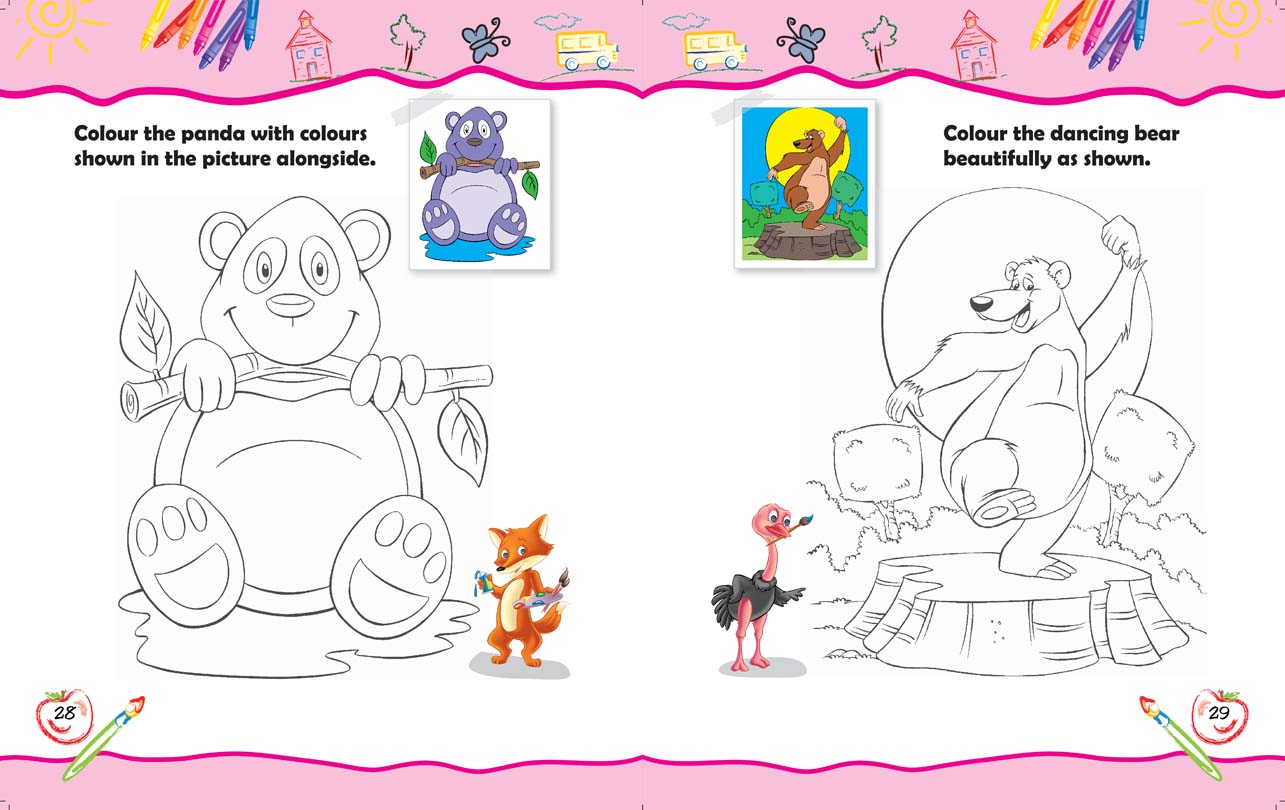 Colour the panda with colours
shown in the picture alongside.
28
Colour the dancing bear
beautifully as shown.
29